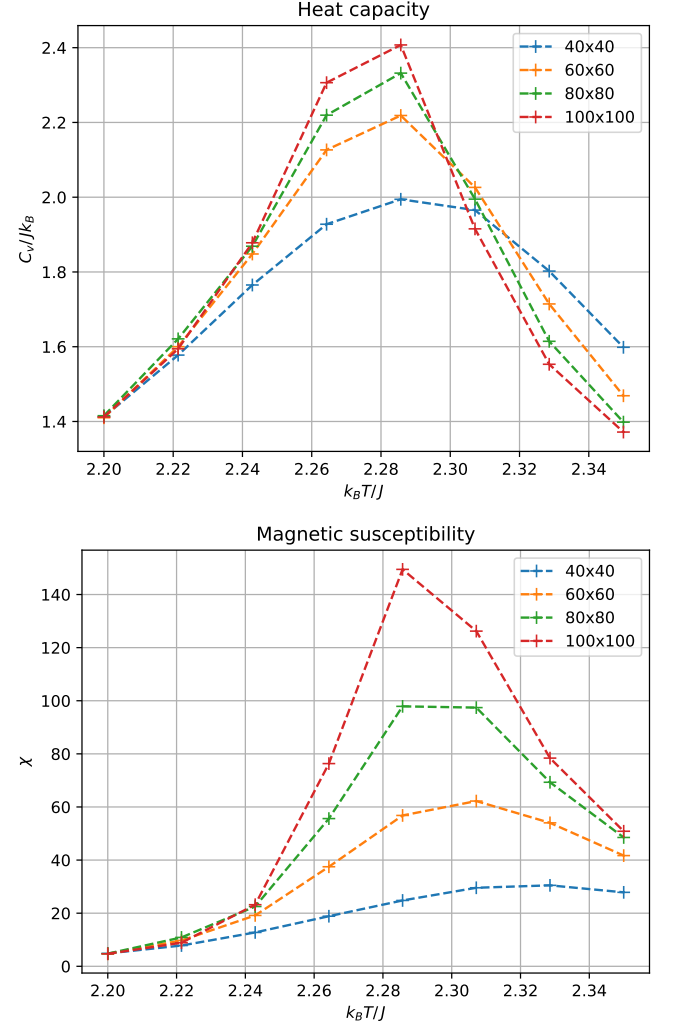 Heat capacity
40x40
60x60
80x80
100x100
2.4
2.2
2.0
1.8
1.6
1.4
C_v/Jk_B
2.20 2.22 2.24 2.26 2.28 2.30 2.32 2.34
k_BT/J
Magnetic susceptibility
40x40
60x60
80x80
100x100
140
120
100
80
60
40
20
0
χ
2.20 2.22 2.24 2.26 2.28 2.30 2.32 2.34
k_BT/J